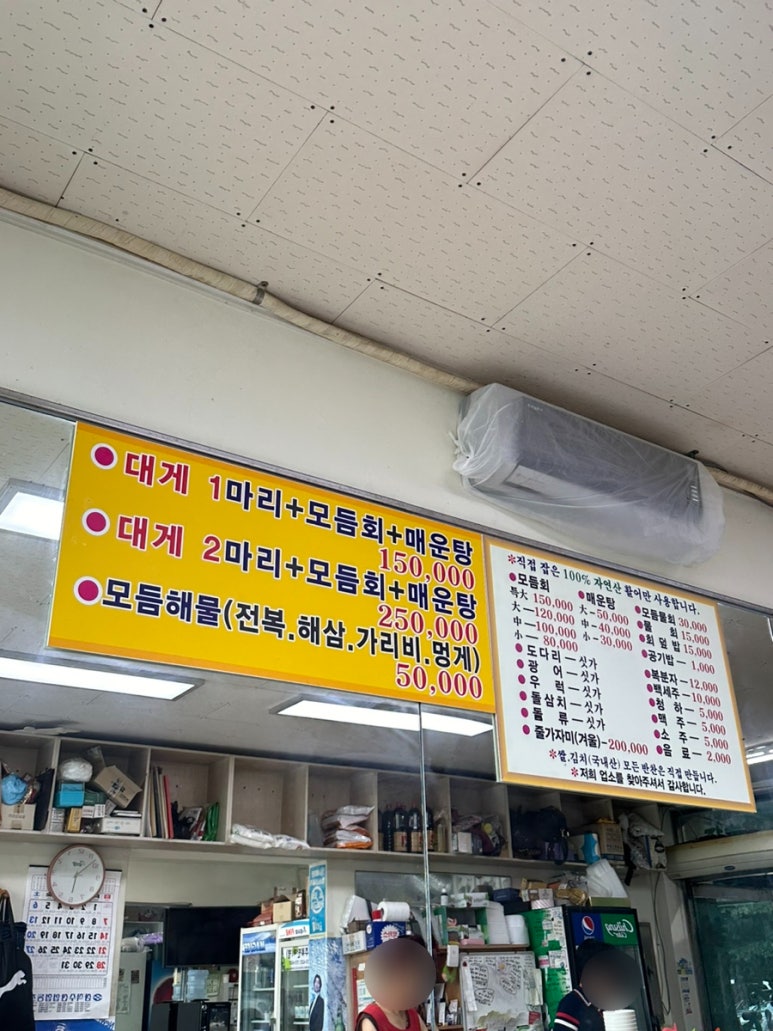 ●대게 1마리+모듬회+매운탕
150,000
●대게 2마리+모듬회+매운탕
250,000
●모듬해물(전복.해삼.가리비.멍게)
50,000
※직접 잡은 100% 자연산 활어만 사용합니다.
●모듬회
特大 150,000
大–120,000
中–100,000
小– 80,000
●매운탕
大–50,000
中–40,000
小–30,000
●도다리–싯가
●광 어–싯가
●우 럭–싯가
●돌삼치–싯가
●돌 류–싯가
●줄가자미(겨울)–200,000
●모듬물회 30,000
●물 회 15,000
●회 덮 밥 15,000
●공기밥– 1,000
●복분자–12,000
●백세주–10,000
●청 하– 5,000
●맥 주– 5,000
●소 주– 5,000
●음 료– 2,000
※쌀.김치(국내산) 모든 반찬은 직접 만듭니다.
※저희 업소를 찾아주셔서 감사합니다.